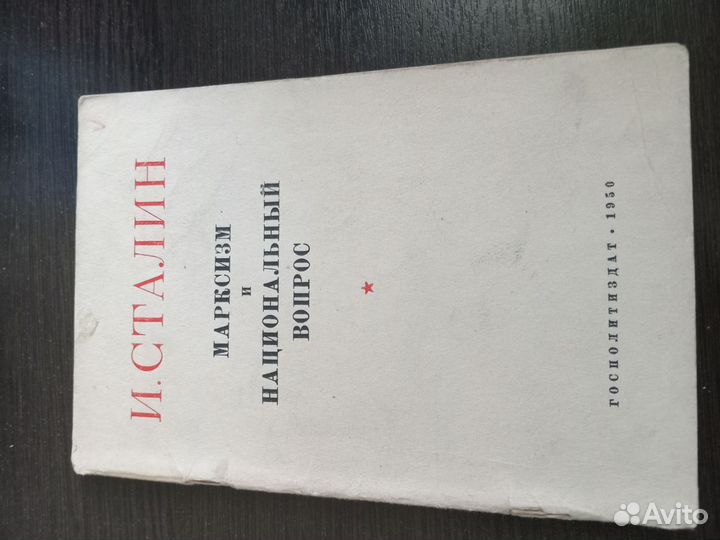 И. СТАЛИН
МАРКСИЗМ
И
НАЦИОНАЛЬНЫЙ
ВОПРОС
ГОСПОЛИТИЗДАТ • 1950
Avito